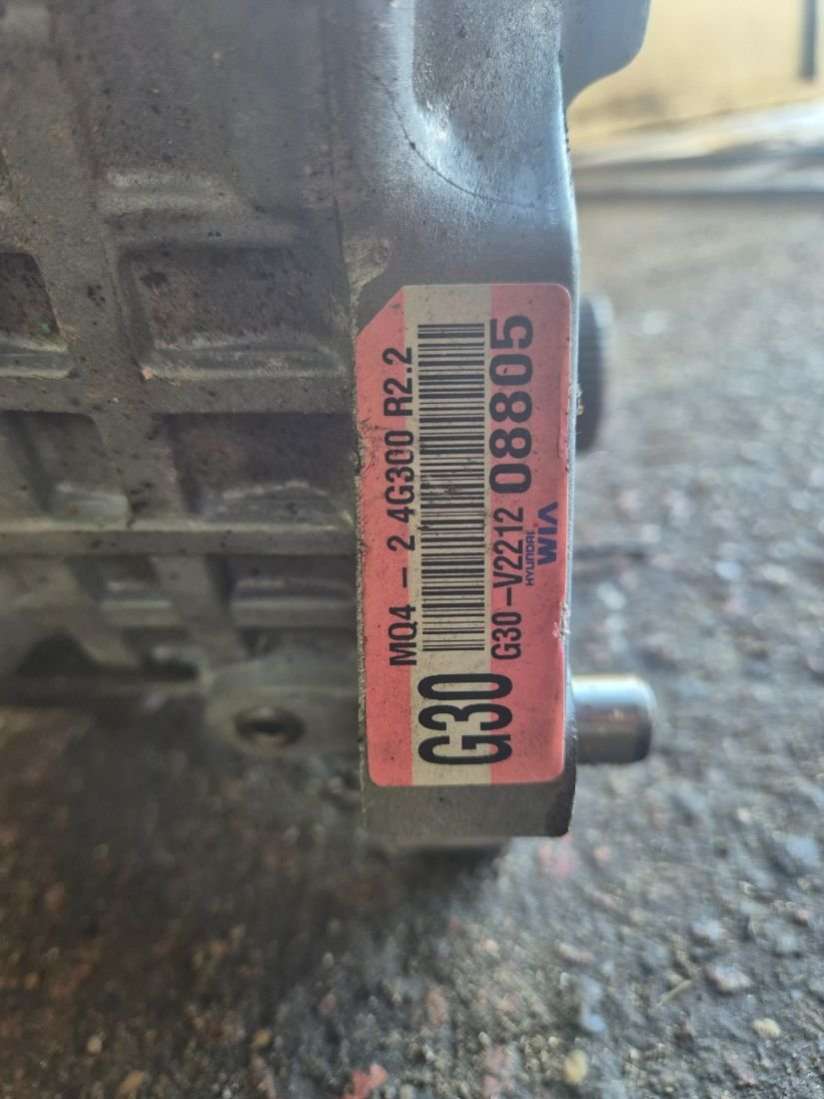 MQ4 - 2 4G300 R2.2
G30-V2212 08805
HYUNDAI
WIA
G30